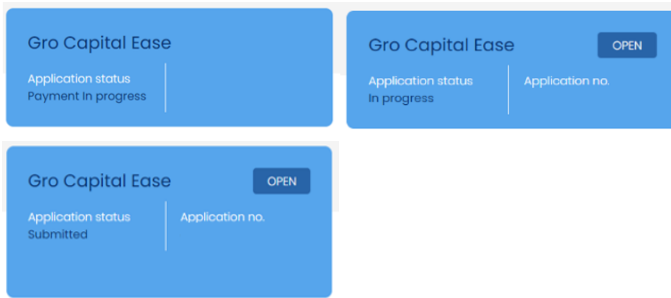 Gro Capital Ease
Application status
Payment In progress
Gro Capital Ease
OPEN
Application status
Application no.
In progress
Gro Capital Ease
OPEN
Application status
Application no.
Submitted